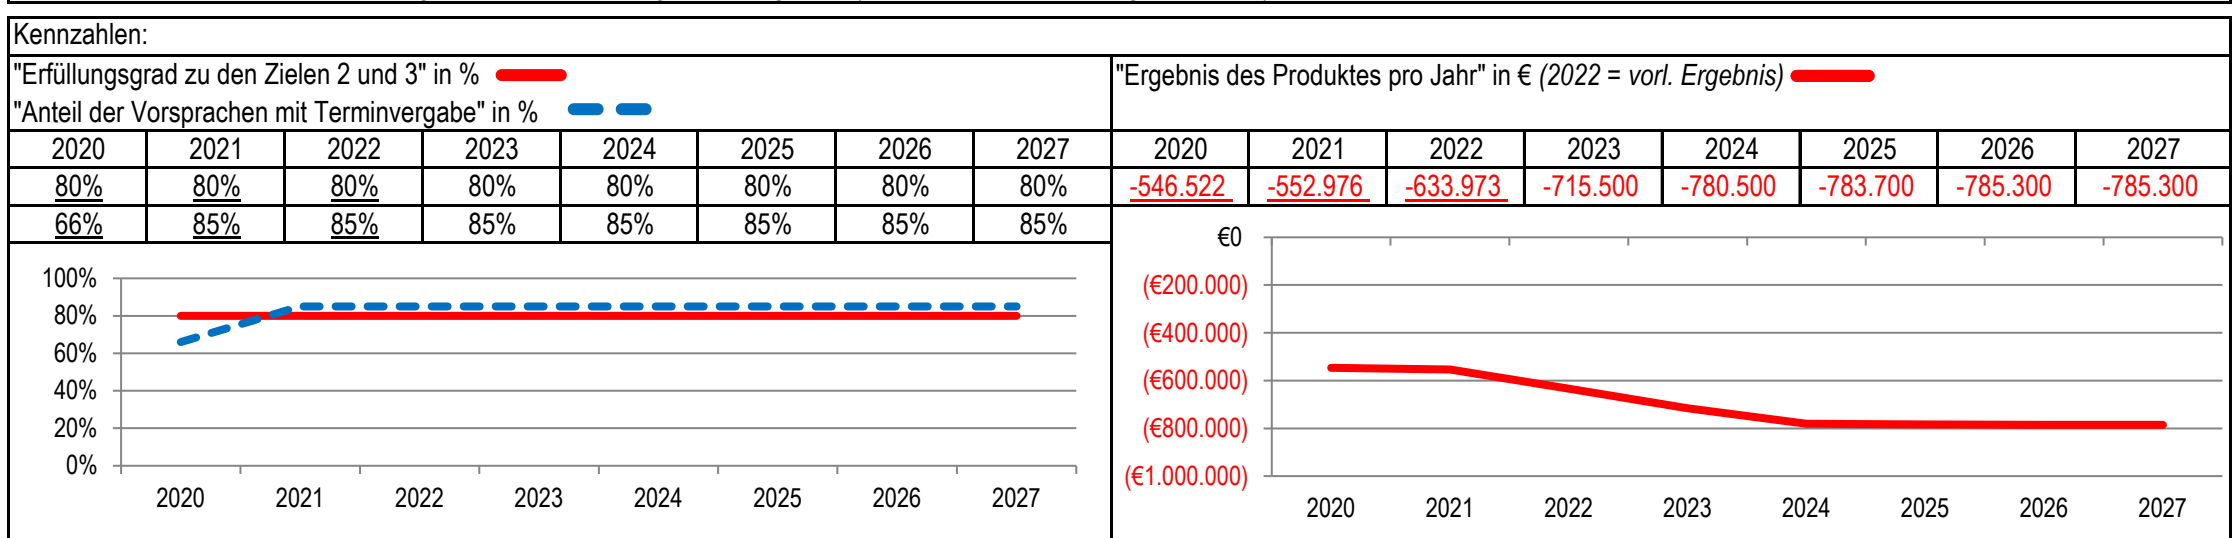 Kennzahlen:
"Erfüllungsgrad zu den Zielen 2 und 3" in %
"Anteil der Vorsprachen mit Terminvergabe" in %
"Ergebnis des Produktes pro Jahr" in € (2022 = vorl. Ergebnis)
2020 2021 2022 2023 2024 2025 2026 2027
80% 80% 80% 80% 80% 80% 80% 80%
66% 85% 85% 85% 85% 85% 85% 85%
2020 2021 2022 2023 2024 2025 2026 2027
-546.522 -552.976 -633.973 -715.500 -780.500 -783.700 -785.300 -785.300
100%
80%
60%
40%
20%
0%
2020 2021 2022 2023 2024 2025 2026 2027
€0
(€200.000)
(€400.000)
(€600.000)
(€800.000)
(€1.000.000)
2020 2021 2022 2023 2024 2025 2026 2027